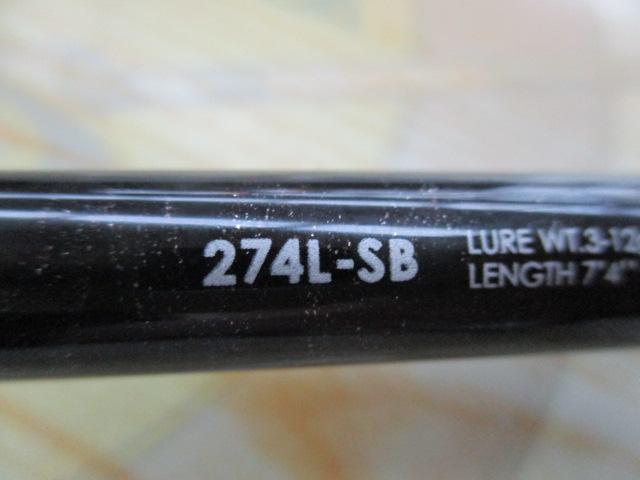 274L-SB
LURE WT.3-12
LENGTH 7'4"